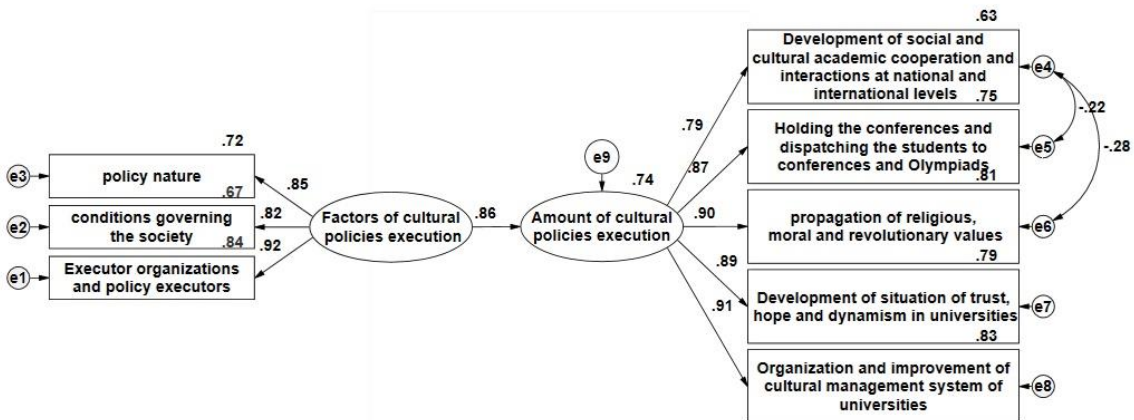 .63
Development of social and
cultural academic cooperation and
interactions at national and
international levels
e4
.75
-.22
.79
Holding the conferences and
dispatching the students to
conferences and Olympiads
e5
-.28
.72
e9
.87
.81
e3
policy nature
.85
.74
.67
e2
conditions governing
the society
.82
Factors of cultural
policies execution
.86
Amount of cultural
policies execution
.90
propagation of religious,
moral and revolutionary values
e6
.84
.92
.79
e1
Executor organizations
and policy executors
.89
Development of situation of trust,
hope and dynamism in universities
e7
.91
.83
Organization and improvement of
cultural management system of
universities
e8